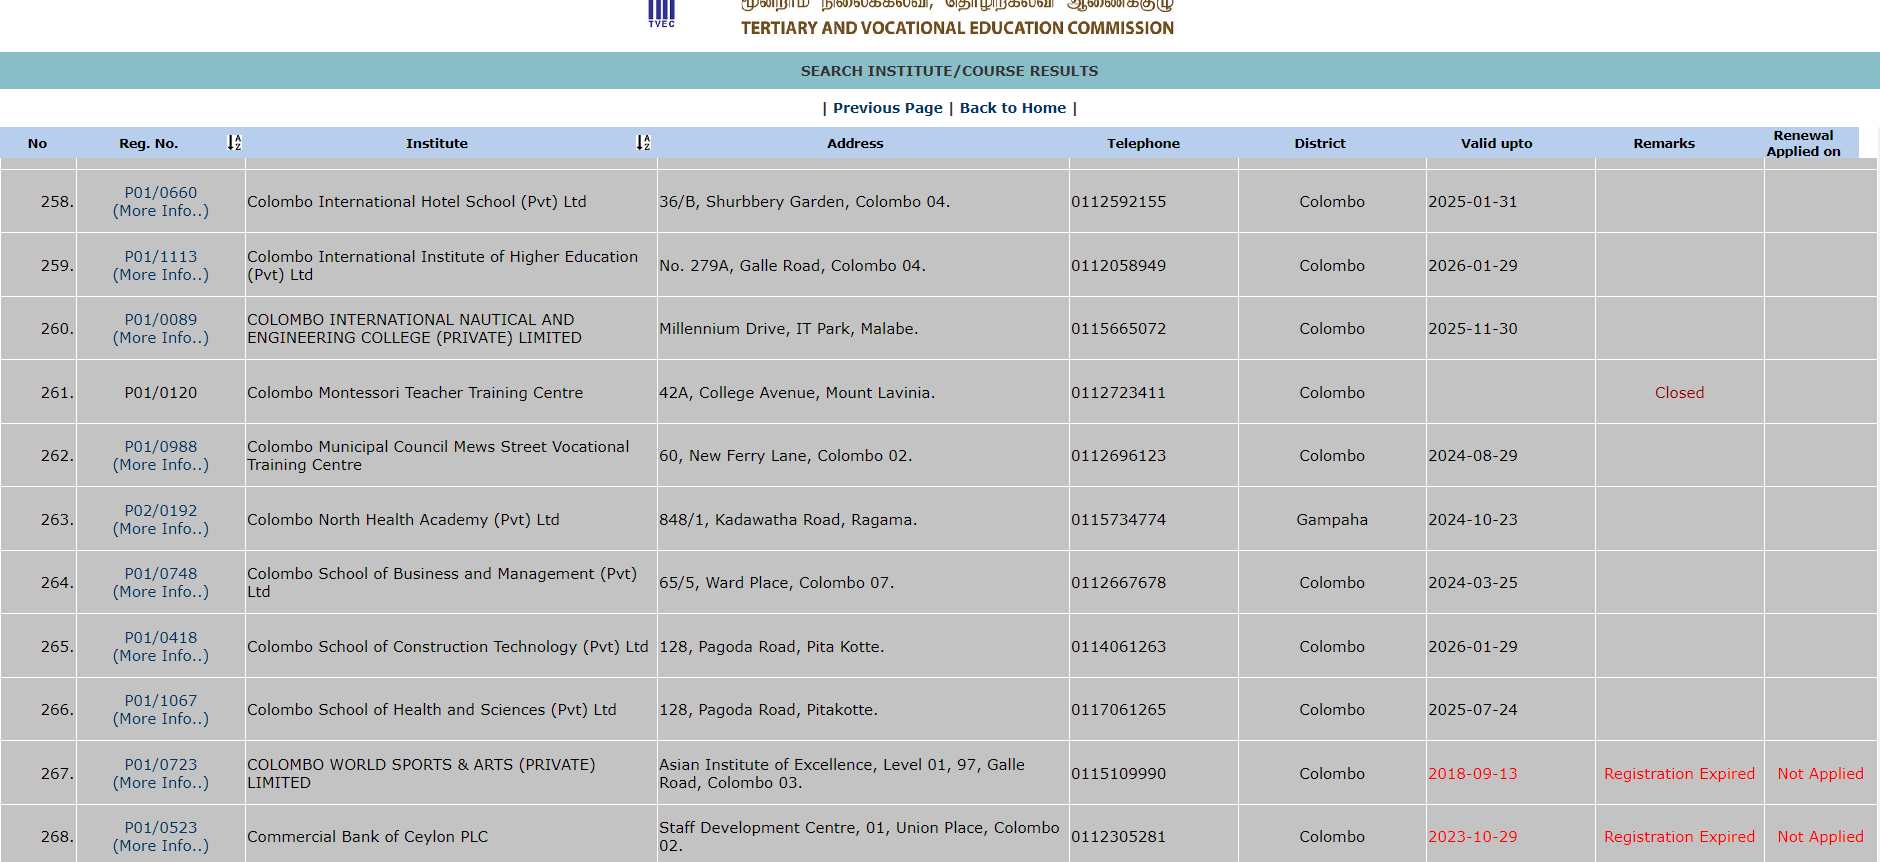 மூன்றாம் நிலைக்கல்வி, தொழிற்கல்வி ஆணைக்குழு
TVEC
TERTIARY AND VOCATIONAL EDUCATION COMMISSION
SEARCH INSTITUTE/COURSE RESULTS
| Previous Page | Back to Home |
No Reg. No. Institute Address Telephone District Valid upto Remarks Renewal Applied on
258. P01/0660 (More Info..) Colombo International Hotel School (Pvt) Ltd 36/B, Shurbbery Garden, Colombo 04. 0112592155 Colombo 2025-01-31
259. P01/1113 (More Info..) Colombo International Institute of Higher Education (Pvt) Ltd No. 279A, Galle Road, Colombo 04. 0112058949 Colombo 2026-01-29
260. P01/0089 (More Info..) COLOMBO INTERNATIONAL NAUTICAL AND ENGINEERING COLLEGE (PRIVATE) LIMITED Millennium Drive, IT Park, Malabe. 0115665072 Colombo 2025-11-30
261. P01/0120 Colombo Montessori Teacher Training Centre 42A, College Avenue, Mount Lavinia. 0112723411 Colombo Closed
262. P01/0988 (More Info..) Colombo Municipal Council Mews Street Vocational Training Centre 60, New Ferry Lane, Colombo 02. 0112696123 Colombo 2024-08-29
263. P02/0192 (More Info..) Colombo North Health Academy (Pvt) Ltd 848/1, Kadawatha Road, Ragama. 0115734774 Gampaha 2024-10-23
264. P01/0748 (More Info..) Colombo School of Business and Management (Pvt) Ltd 65/5, Ward Place, Colombo 07. 0112667678 Colombo 2024-03-25
265. P01/0418 (More Info..) Colombo School of Construction Technology (Pvt) Ltd 128, Pagoda Road, Pita Kotte. 0114061263 Colombo 2026-01-29
266. P01/1067 (More Info..) Colombo School of Health and Sciences (Pvt) Ltd 128, Pagoda Road, Pitakotte. 0117061265 Colombo 2025-07-24
267. P01/0723 (More Info..) COLOMBO WORLD SPORTS & ARTS (PRIVATE) LIMITED Asian Institute of Excellence, Level 01, 97, Galle Road, Colombo 03. 0115109990 Colombo 2018-09-13 Registration Expired Not Applied
268. P01/0523 (More Info..) Commercial Bank of Ceylon PLC Staff Development Centre, 01, Union Place, Colombo 02. 0112305281 Colombo 2023-10-29 Registration Expired Not Applied